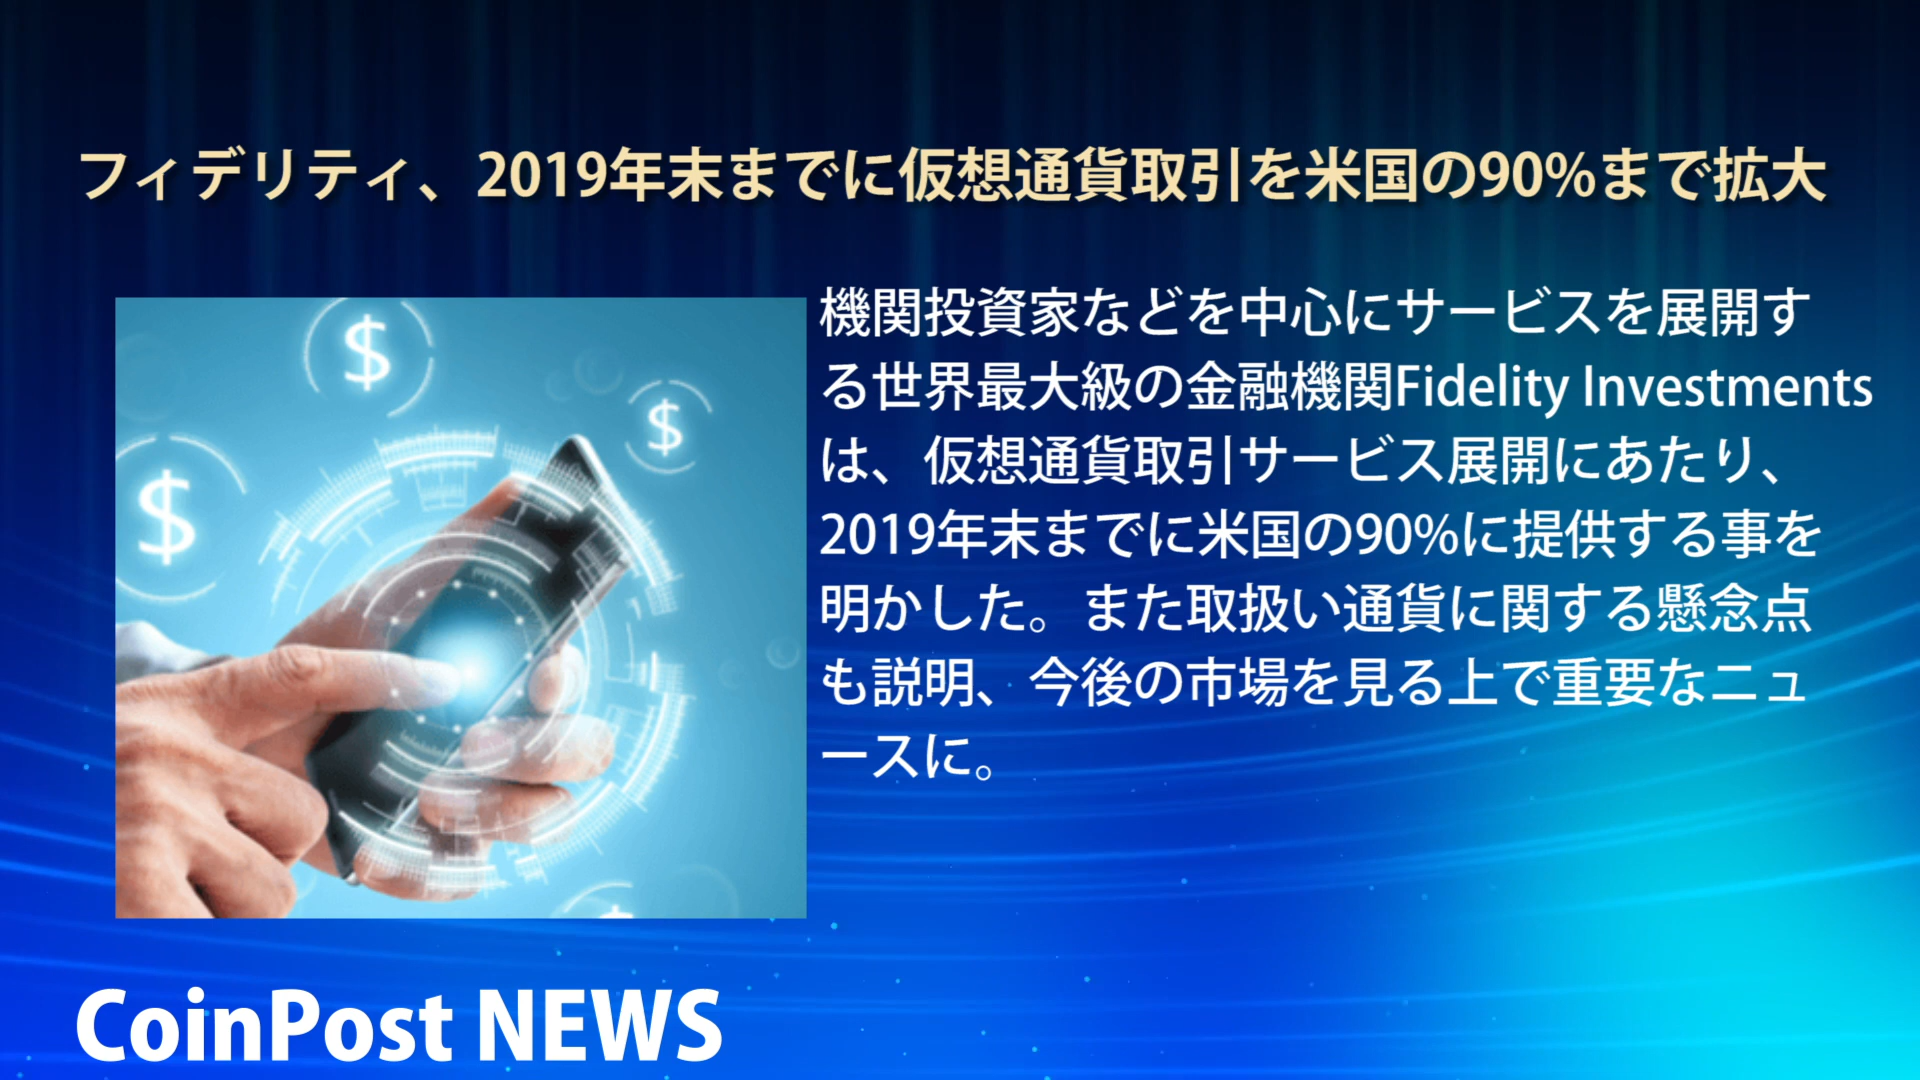 フィデリティ、2019年末までに仮想通貨取引を米国の90%まで拡大
機関投資家などを中心にサービスを展開す
る世界最大級の金融機関Fidelity Investments
は、仮想通貨取引サービス展開にあたり、
2019年末までに米国の90%に提供する事を
明かした。また取扱い通貨に関する懸念点
も説明、今後の市場を見る上で重要なニュ
ースに。
$
$
$
CoinPost NEWS